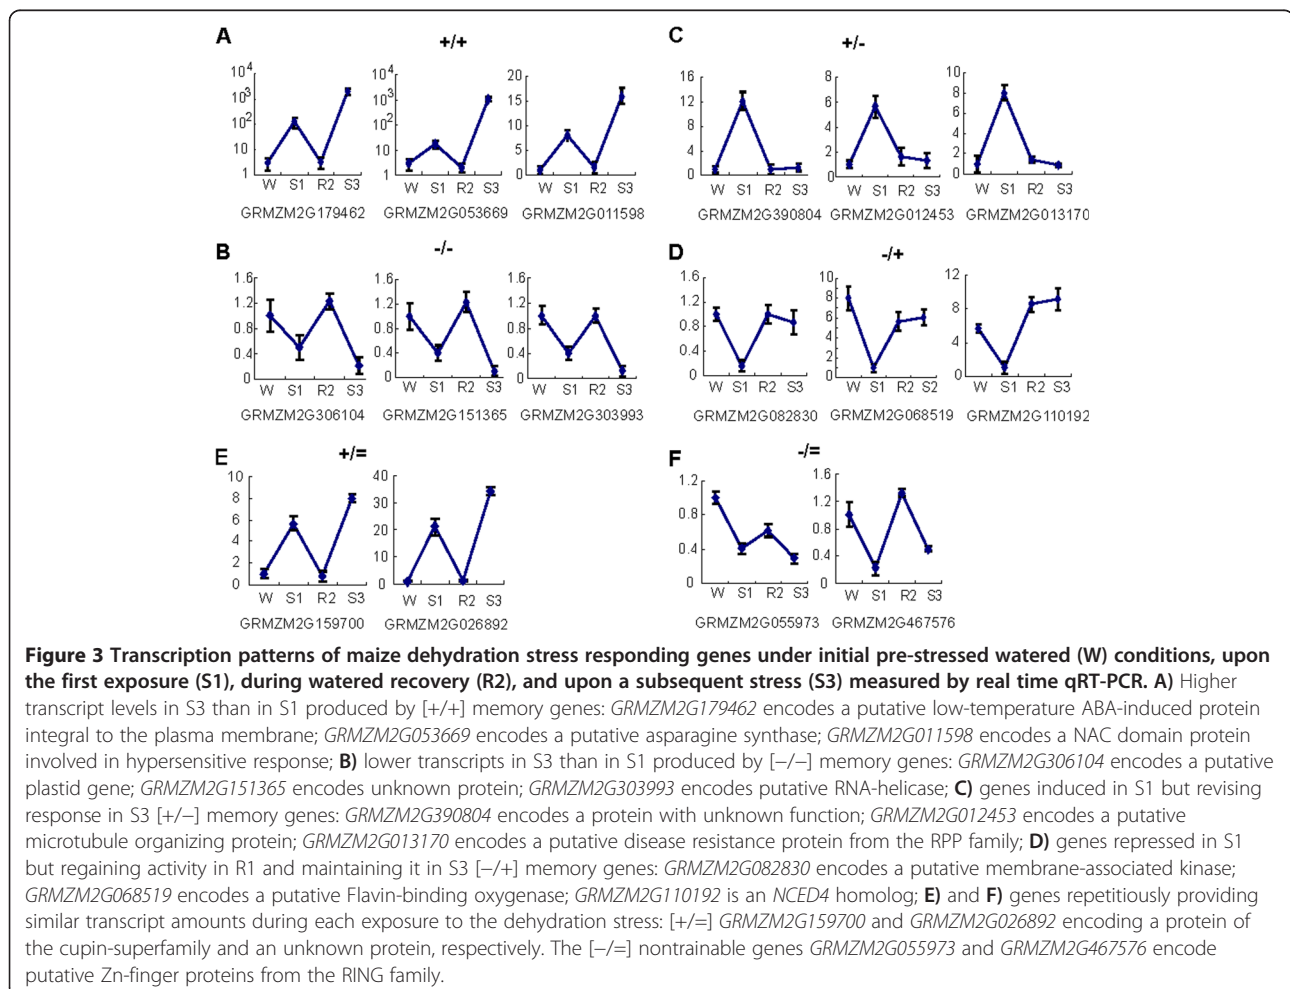 A
+/+
10⁴
10³
10²
10
1
W S1 R2 S3
GRMZM2G179462
10⁴
10³
10²
10
1
W S1 R2 S3
GRMZM2G053669
20
15
10
5
0
W S1 R2 S3
GRMZM2G011598
C
+/-
16
12
8
4
0
W S1 R2 S3
GRMZM2G390804
8
6
4
2
0
W S1 R2 S3
GRMZM2G012453
10
8
6
4
2
0
W S1 R2 S3
GRMZM2G013170
B
-/-
1.6
1.2
0.8
0.4
0
W S1 R2 S3
GRMZM2G306104
1.6
1.2
0.8
0.4
0
W S1 R2 S3
GRMZM2G151365
1.6
1.2
0.8
0.4
0
W S1 R2 S3
GRMZM2G303993
D
-/+
1.6
1.2
0.8
0.4
0
W S1 R2 S3
GRMZM2G082830
10
8
6
4
2
0
W S1 R2 S2
GRMZM2G068519
12
8
4
0
W S1 R2 S3
GRMZM2G110192
E
+/=
10
8
6
4
2
0
W S1 R2 S3
GRMZM2G159700
40
30
20
10
0
W S1 R2 S3
GRMZM2G026892
F
-/=
1.2
0.8
0.4
0
W S1 R2 S3
GRMZM2G055973
1.6
1.2
0.8
0.4
0
W S1 R2 S3
GRMZM2G467576
Figure 3 Transcription patterns of maize dehydration stress responding genes under initial pre-stressed watered (W) conditions, upon
the first exposure (S1), during watered recovery (R2), and upon a subsequent stress (S3) measured by real time qRT-PCR. A) Higher
transcript levels in S3 than in S1 produced by [+/+] memory genes: GRMZM2G179462 encodes a putative low-temperature ABA-induced protein
integral to the plasma membrane; GRMZM2G053669 encodes a putative asparagine synthase; GRMZM2G011598 encodes a NAC domain protein
involved in hypersensitive response; B) lower transcripts in S3 than in S1 produced by [−/−] memory genes: GRMZM2G306104 encodes a putative
plastid gene; GRMZM2G151365 encodes unknown protein; GRMZM2G303993 encodes putative RNA-helicase; C) genes induced in S1 but revising
response in S3 [+/−] memory genes: GRMZM2G390804 encodes a protein with unknown function; GRMZM2G012453 encodes a putative
microtubule organizing protein; GRMZM2G013170 encodes a putative disease resistance protein from the RPP family; D) genes repressed in S1
but regaining activity in R1 and maintaining it in S3 [−/+] memory genes: GRMZM2G082830 encodes a putative membrane-associated kinase;
GRMZM2G068519 encodes a putative Flavin-binding oxygenase; GRMZM2G110192 is an NCED4 homolog; E) and F) genes repetitiously providing
similar transcript amounts during each exposure to the dehydration stress: [+/=] GRMZM2G159700 and GRMZM2G026892 encoding a protein of
the cupin-superfamily and an unknown protein, respectively. The [−/=] nontrainable genes GRMZM2G055973 and GRMZM2G467576 encode
putative Zn-finger proteins from the RING family.